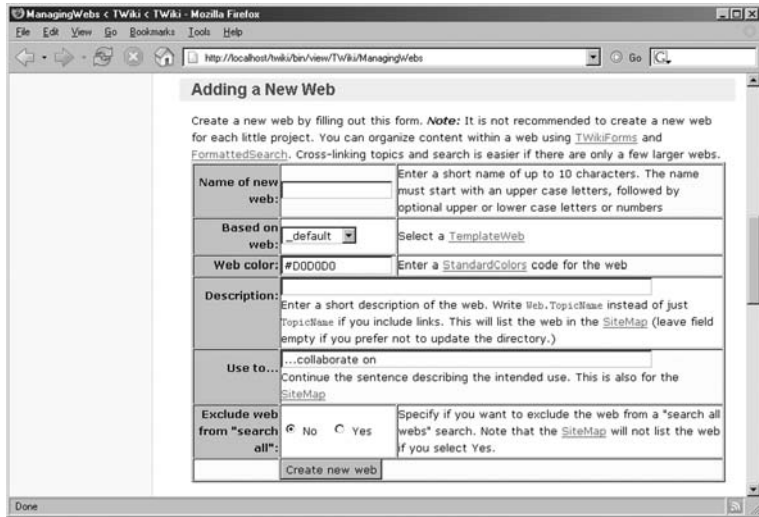 ManagingWebs < TWiki < TWiki - Mozilla Firefox
File Edit View Go Bookmarks Tools Help
http://localhost/twiki/bin/view/TWiki/ManagingWebs
Go
Adding a New Web
Create a new web by filling out this form. Note: It is not recommended to create a new web
for each little project. You can organize content within a web using TWikiForms and
FormattedSearch. Cross-linking topics and search is easier if there are only a few larger webs.
Name of new
web:
Enter a short name of up to 10 characters. The name
must start with an upper case letters, followed by
optional upper or lower case letters or numbers
Based on
web:
_default
Select a TemplateWeb
Web color: #D0D0D0 Enter a StandardColors code for the web
Description:
Enter a short description of the web. Write Web.TopicName instead of just
TopicName if you include links. This will list the web in the SiteMap (leave field
empty if you prefer not to update the directory.)
Use to...
...collaborate on
Continue the sentence describing the intended use. This is also for the
SiteMap
Exclude web
from "search
all":
No Yes
Specify if you want to exclude the web from a "search all
webs" search. Note that the SiteMap will not list the web
if you select Yes.
Create new web
Done